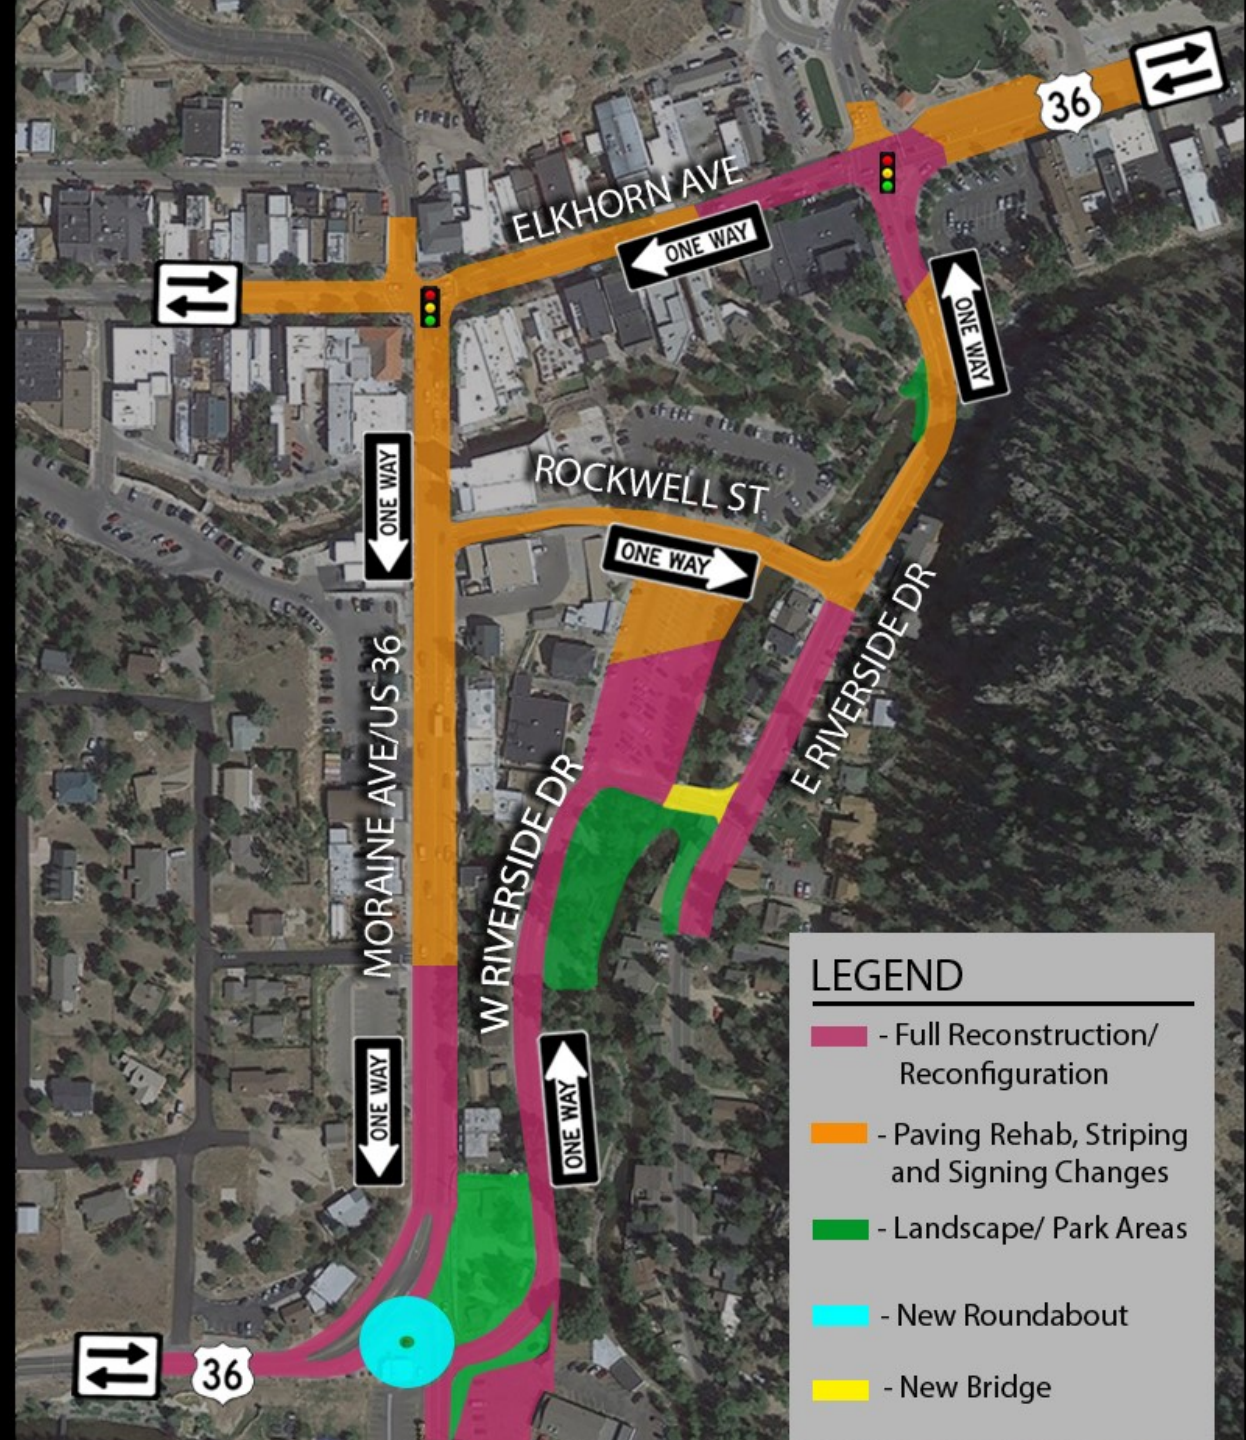 36
ELKHORN AVE
ONE WAY
ONE WAY
ONE WAY
ROCKWELL ST
ONE WAY
E RIVERSIDE DR
MORAINE AVE/US 36
W RIVERSIDE DR
ONE WAY
ONE WAY
36
LEGEND
- Full Reconstruction/
Reconfiguration
- Paving Rehab, Striping
and Signing Changes
- Landscape/ Park Areas
- New Roundabout
- New Bridge